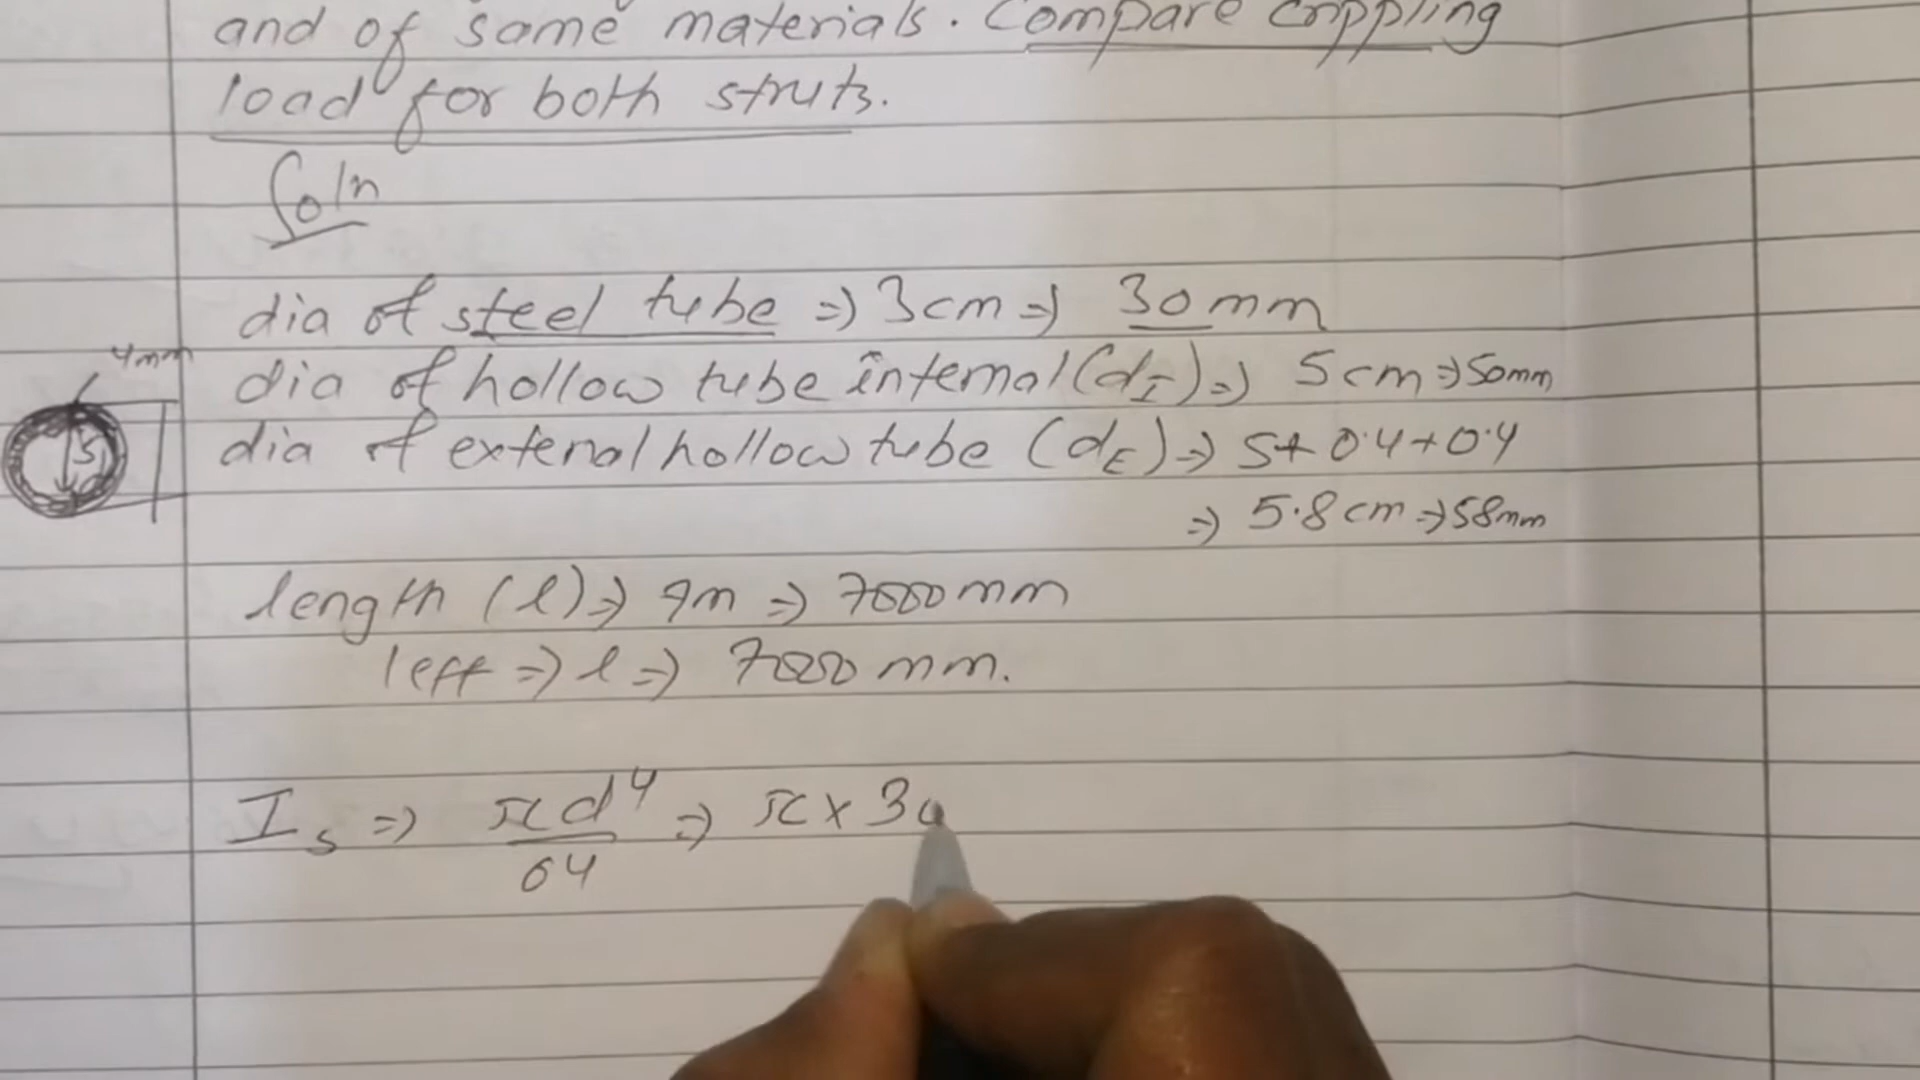 and of same materials. Compare crippling
load for both struts.
Soln
dia of steel tube => 3cm => 30mm
4mm
dia of hollow tube internal (dI) => 5cm => 50mm
5
dia of external hollow tube (dE) => 5+0.4+0.4
=> 5.8cm => 58mm
length (l) => 7m => 7000mm
leff => l => 7000 mm.
Is => πd⁴/64 => π × 30